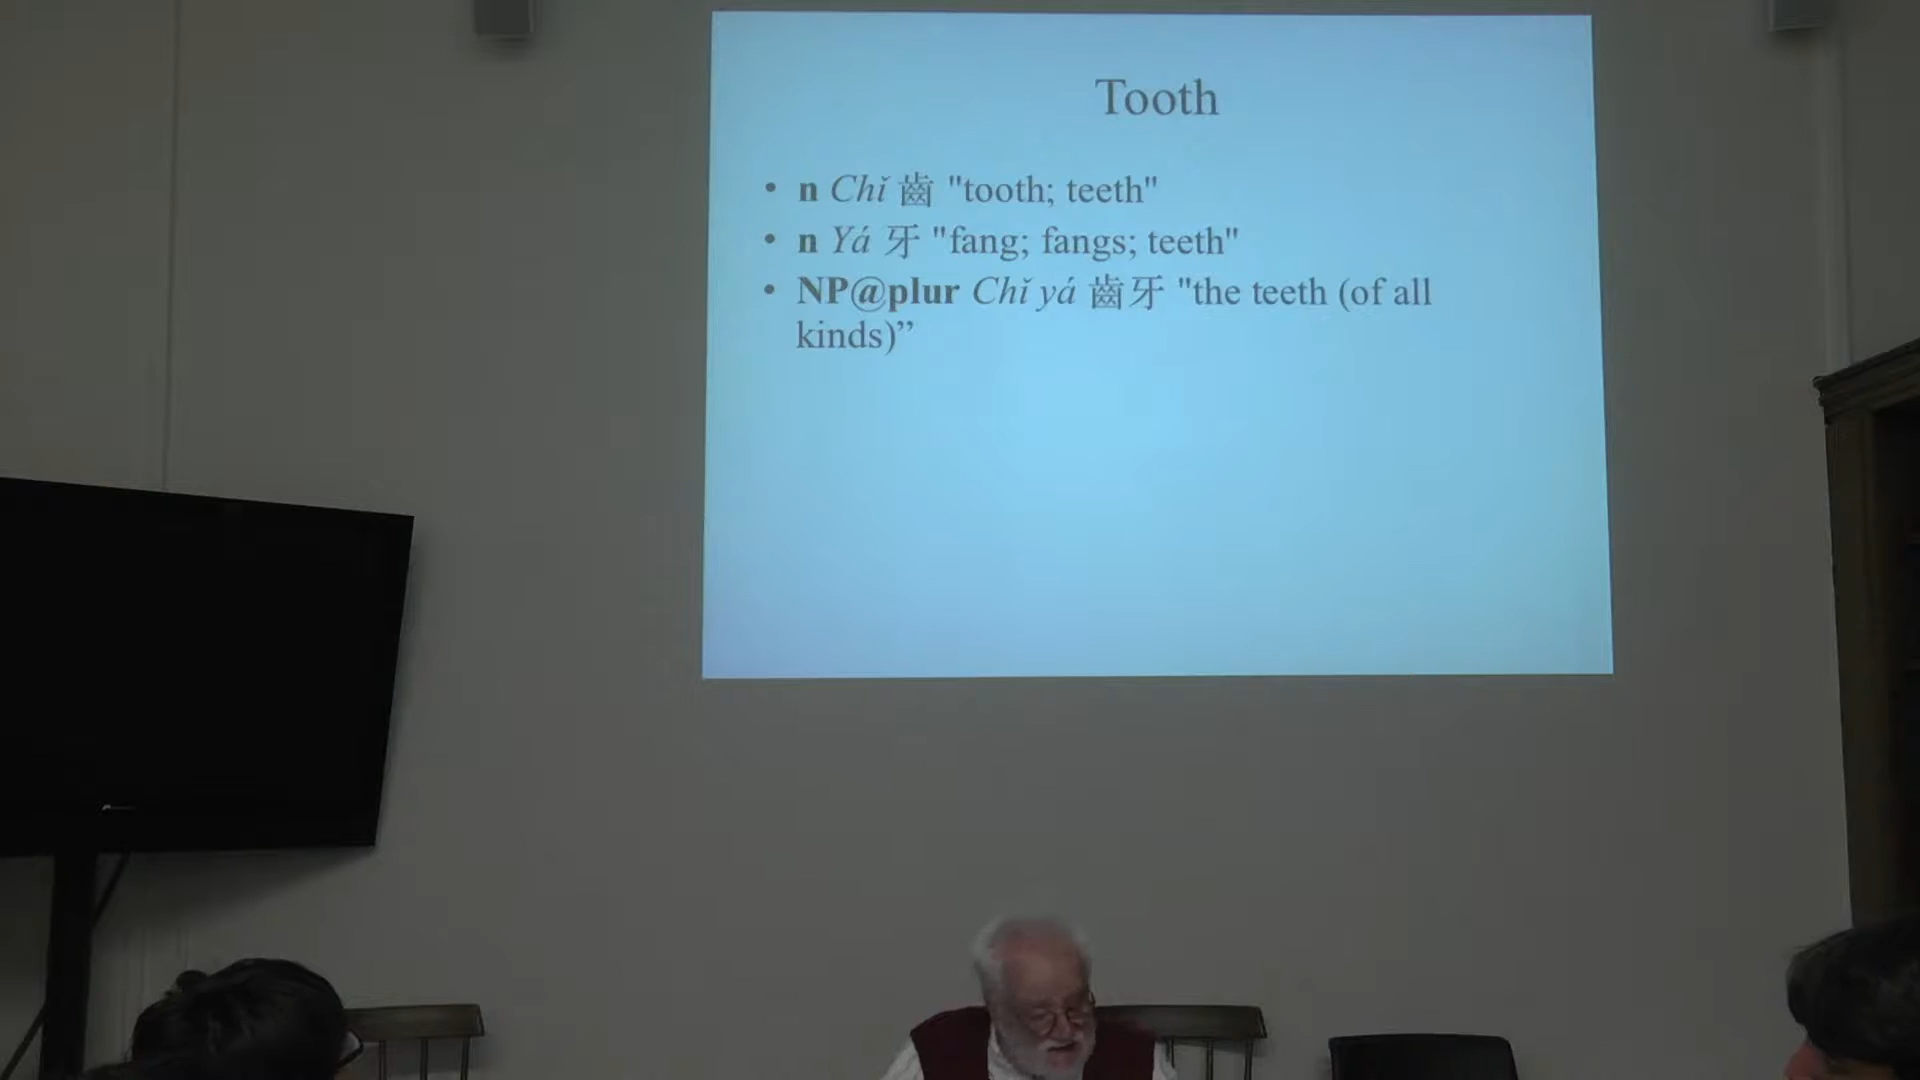 Tooth
• n Chǐ 齒 "tooth; teeth"
• n Yá 牙 "fang; fangs; teeth"
• NP@plur Chǐ yá 齒牙 "the teeth (of all
kinds)”